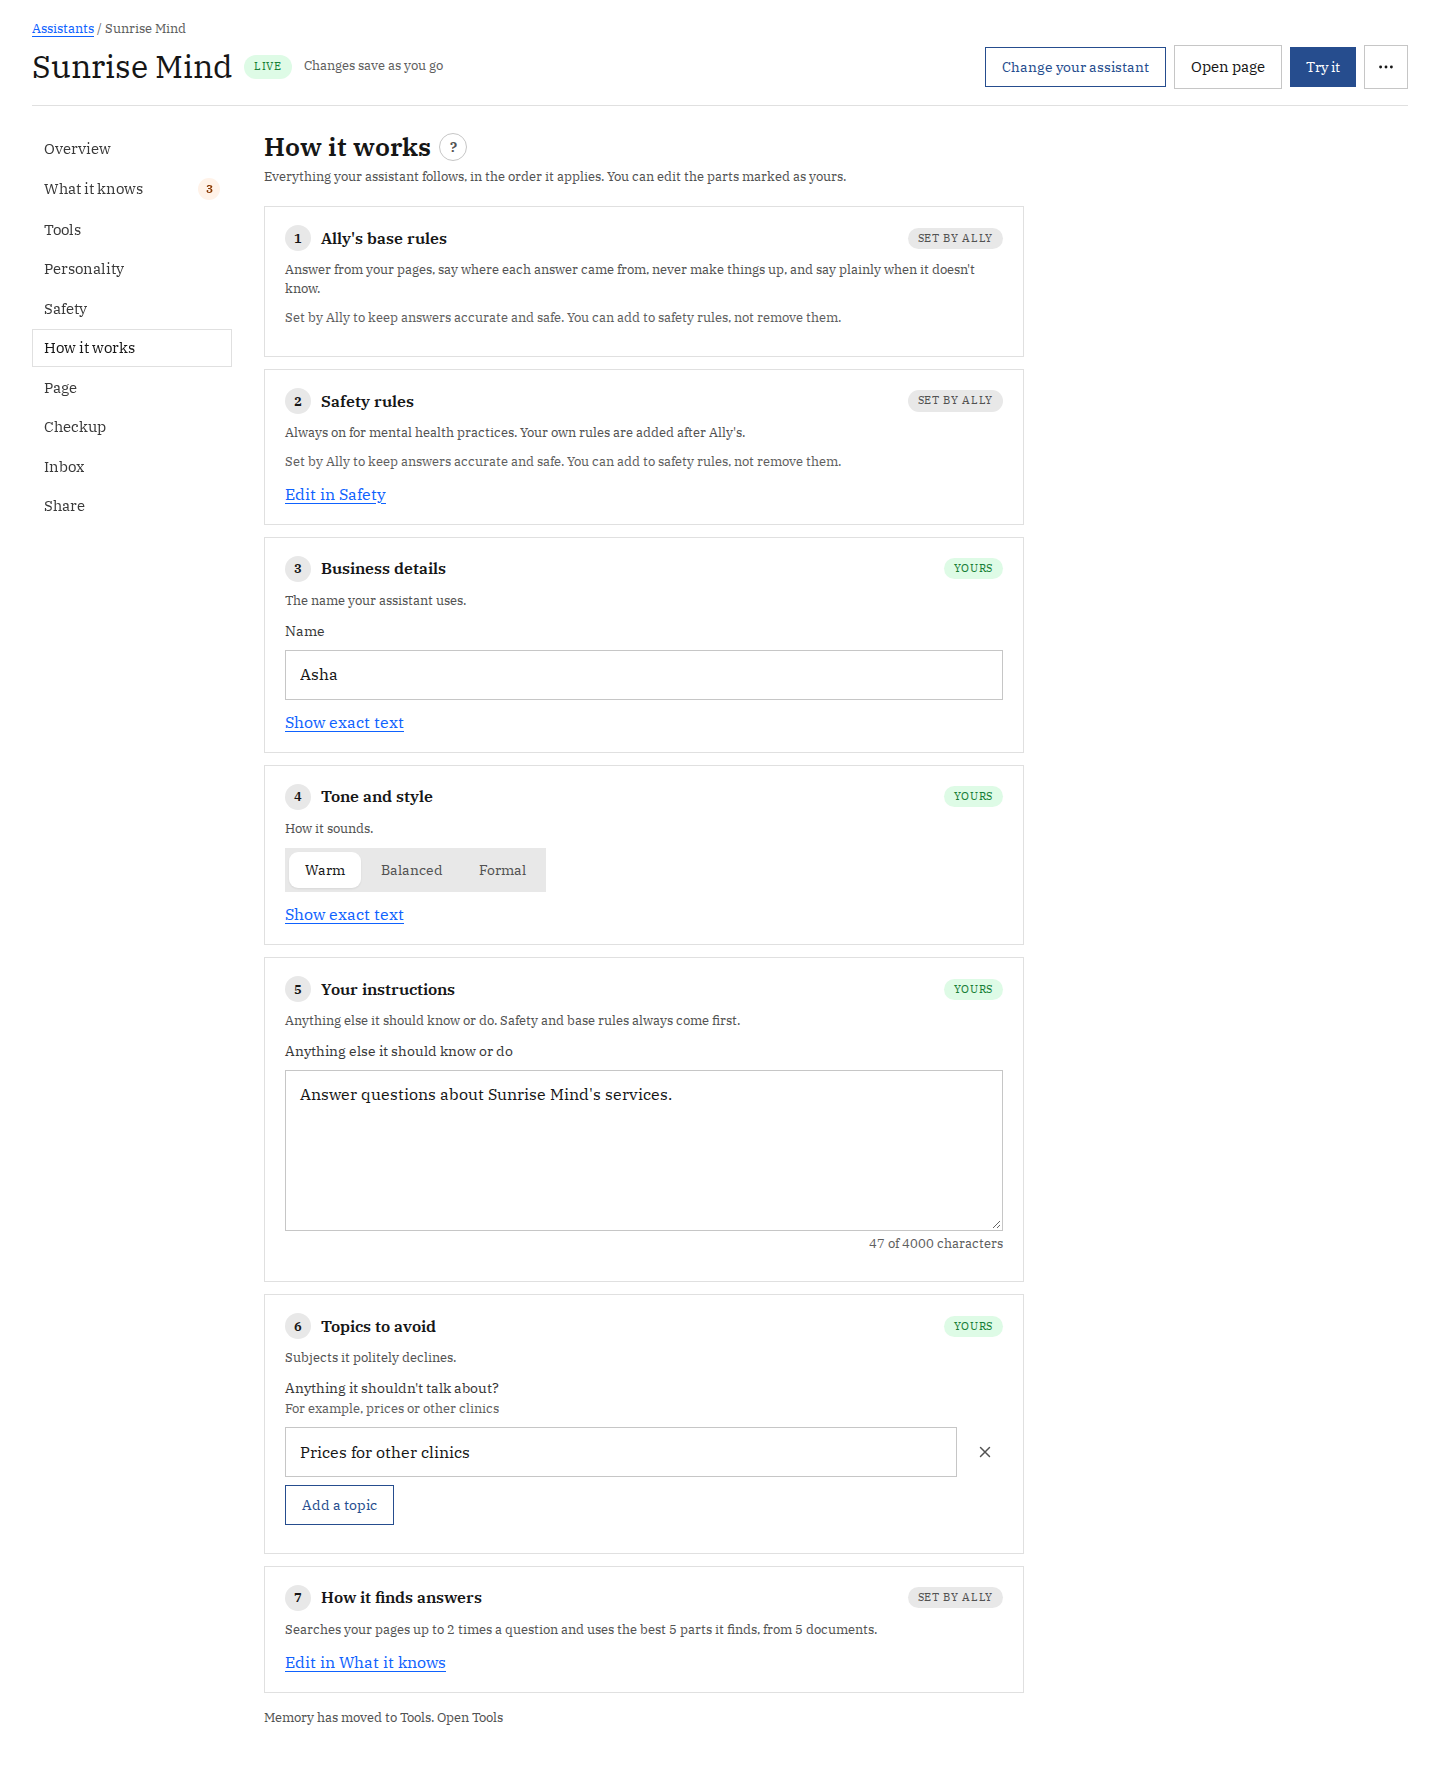 Assistants / Sunrise Mind
Sunrise Mind
LIVE
Changes save as you go
Change your assistant
Open page
Try it
...
Overview
What it knows
3
Tools
Personality
Safety
How it works
Page
Checkup
Inbox
Share
How it works
?
Everything your assistant follows, in the order it applies. You can edit the parts marked as yours.
1
Ally's base rules
SET BY ALLY
Answer from your pages, say where each answer came from, never make things up, and say plainly when it doesn't
know.
Set by Ally to keep answers accurate and safe. You can add to safety rules, not remove them.
2
Safety rules
SET BY ALLY
Always on for mental health practices. Your own rules are added after Ally's.
Set by Ally to keep answers accurate and safe. You can add to safety rules, not remove them.
Edit in Safety
3
Business details
YOURS
The name your assistant uses.
Name
Asha
Show exact text
4
Tone and style
YOURS
How it sounds.
Warm
Balanced
Formal
Show exact text
5
Your instructions
YOURS
Anything else it should know or do. Safety and base rules always come first.
Anything else it should know or do
Answer questions about Sunrise Mind's services.
47 of 4000 characters
6
Topics to avoid
YOURS
Subjects it politely declines.
Anything it shouldn't talk about?
For example, prices or other clinics
Prices for other clinics
Add a topic
7
How it finds answers
SET BY ALLY
Searches your pages up to 2 times a question and uses the best 5 parts it finds, from 5 documents.
Edit in What it knows
Memory has moved to Tools. Open Tools